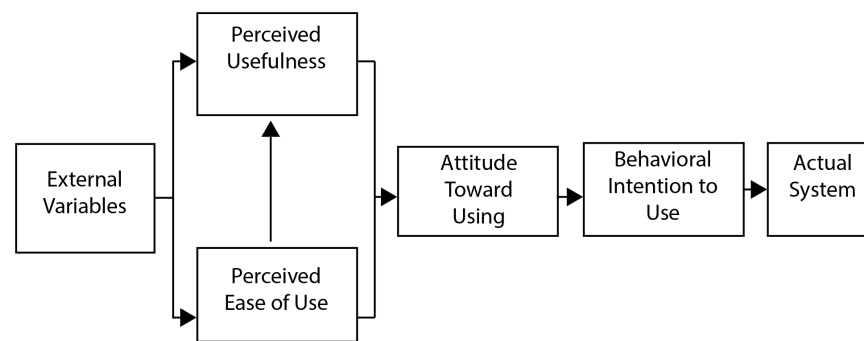 Perceived
Usefulness
External
Variables
Perceived
Ease of Use
Attitude
Toward
Using
Behavioral
Intention to
Use
Actual
System